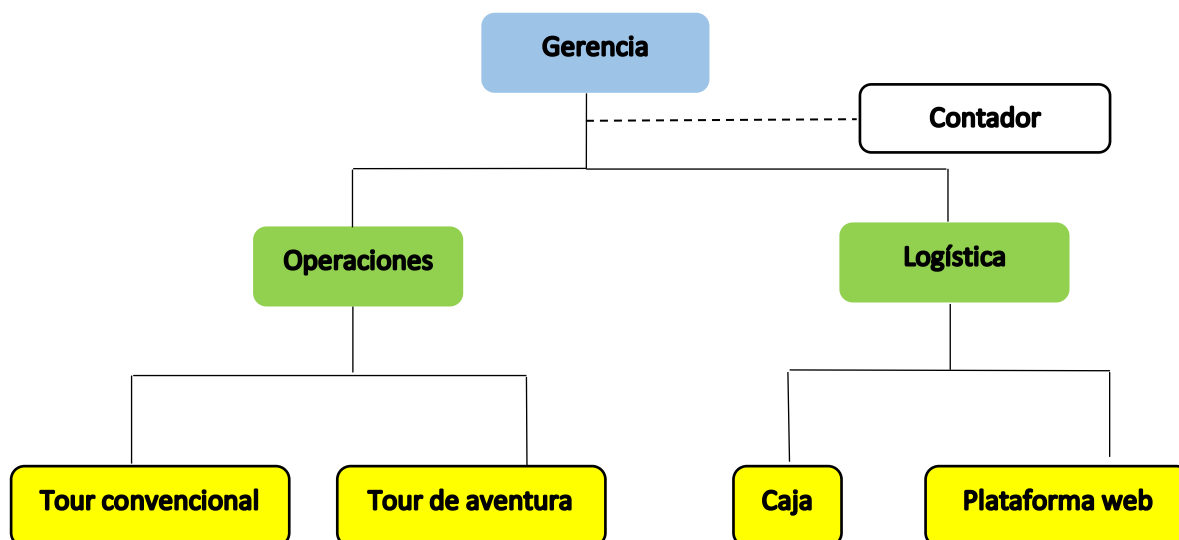 Gerencia
Contador
Operaciones
Logística
Tour convencional
Tour de aventura
Caja
Plataforma web